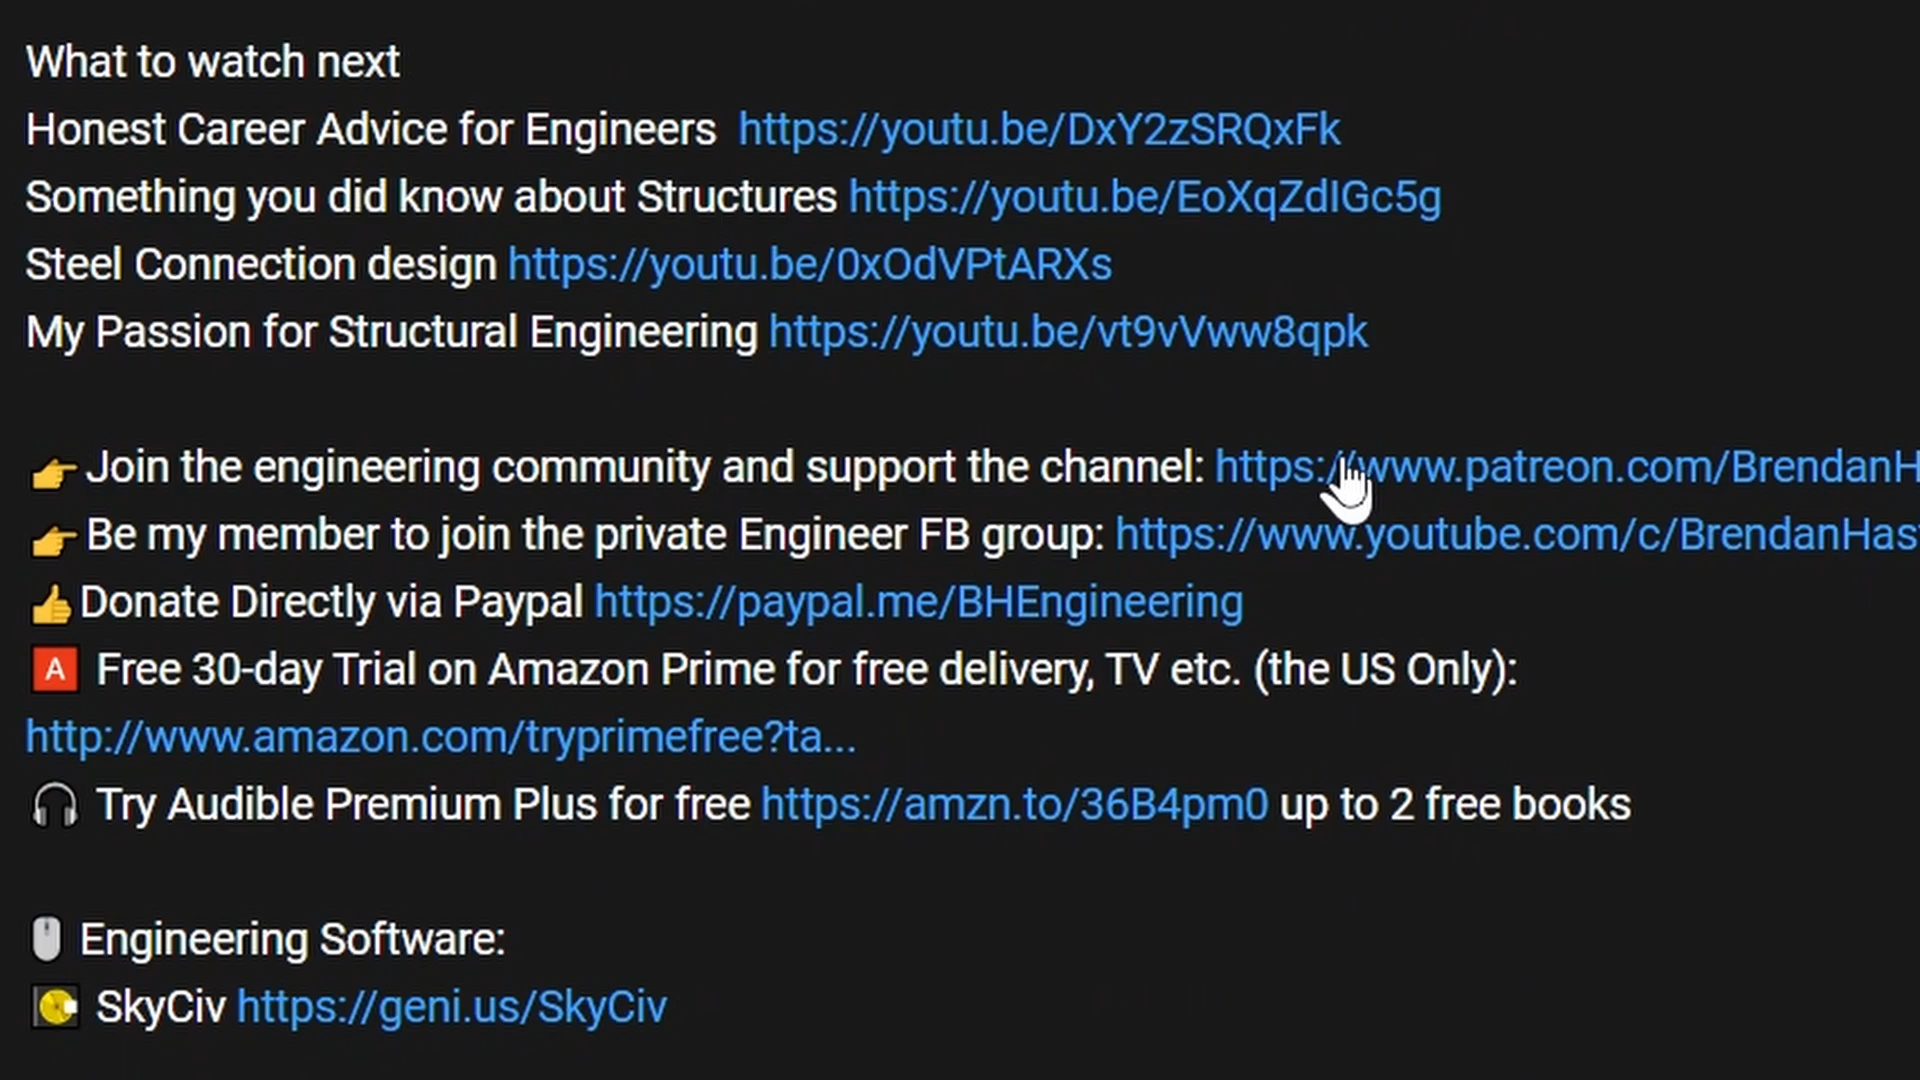 What to watch next
Honest Career Advice for Engineers https://youtu.be/DxY2zSRQxFk
Something you did know about Structures https://youtu.be/EoXqZdIGc5g
Steel Connection design https://youtu.be/0xOdVPtARXs
My Passion for Structural Engineering https://youtu.be/vt9vVww8qpk
👉Join the engineering community and support the channel: https://www.patreon.com/BrendanH
👉Be my member to join the private Engineer FB group: https://www.youtube.com/c/BrendanHas
👍Donate Directly via Paypal https://paypal.me/BHEngineering
🅰 Free 30-day Trial on Amazon Prime for free delivery, TV etc. (the US Only):
http://www.amazon.com/tryprimefree?ta...
🎧 Try Audible Premium Plus for free https://amzn.to/36B4pm0 up to 2 free books
🖱 Engineering Software:
💽 SkyCiv https://geni.us/SkyCiv